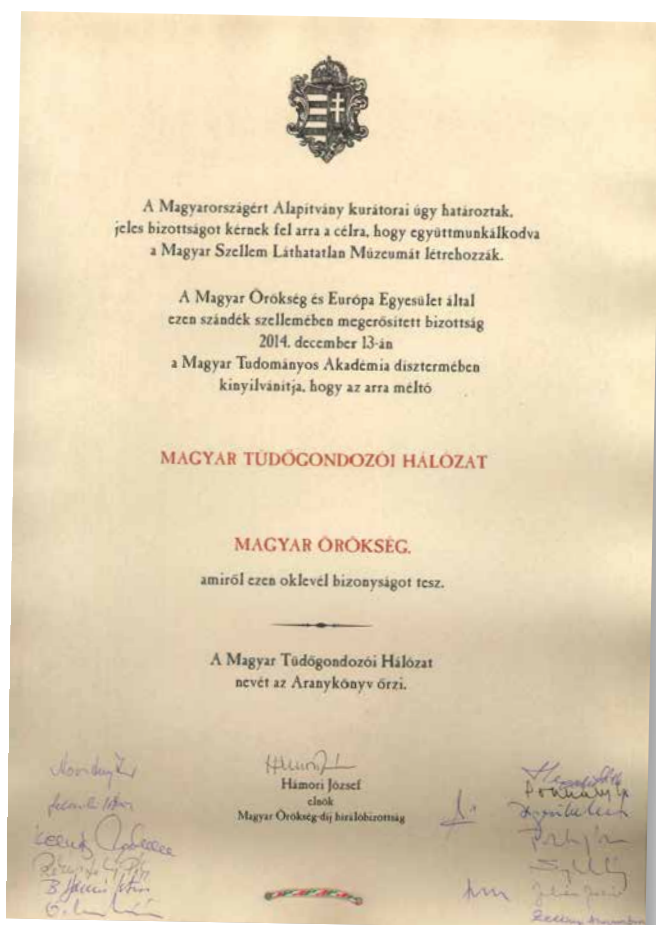 A Magyarországért Alapítvány kurátorai úgy határoztak,
jeles bizottságot kérnek fel arra a célra, hogy együttmunkálkodva
a Magyar Szellem Láthatatlan Múzeumát létrehozzák.
A Magyar Örökség és Európa Egyesület által
ezen szándék szellemében megerősített bizottság
2014. december 13-án
a Magyar Tudományos Akadémia dísztermében
kinyilvánítja, hogy az arra méltó
MAGYAR TÜDŐGONDOZÓI HÁLÓZAT
MAGYAR ÖRÖKSÉG,
amiről ezen oklevél bizonyságot tesz.
A Magyar Tüdőgondozói Hálózat
nevét az Aranykönyv őrzi.
Hámori József
elnök
Magyar Örökség-díj bírálóbizottság